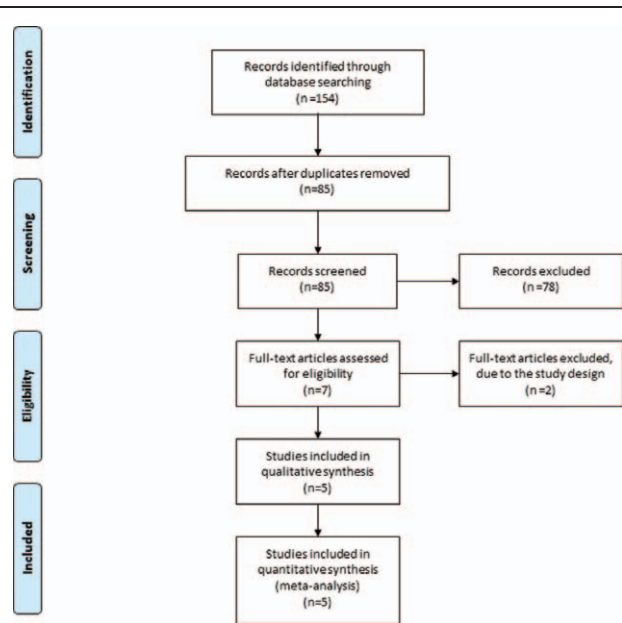 Identification
Records identified through
database searching
(n =154)
Records after duplicates removed
(n=85)
Screening
Records screened
(n=85)
Records excluded
(n =78)
Eligibility
Full-text articles assessed
for eligibility
(n=7)
Full-text articles excluded,
due to the study design
(n =2)
Studies included in
qualitative synthesis
(n=5)
Included
Studies included in
quantitative synthesis
(meta-analysis)
(n=5)